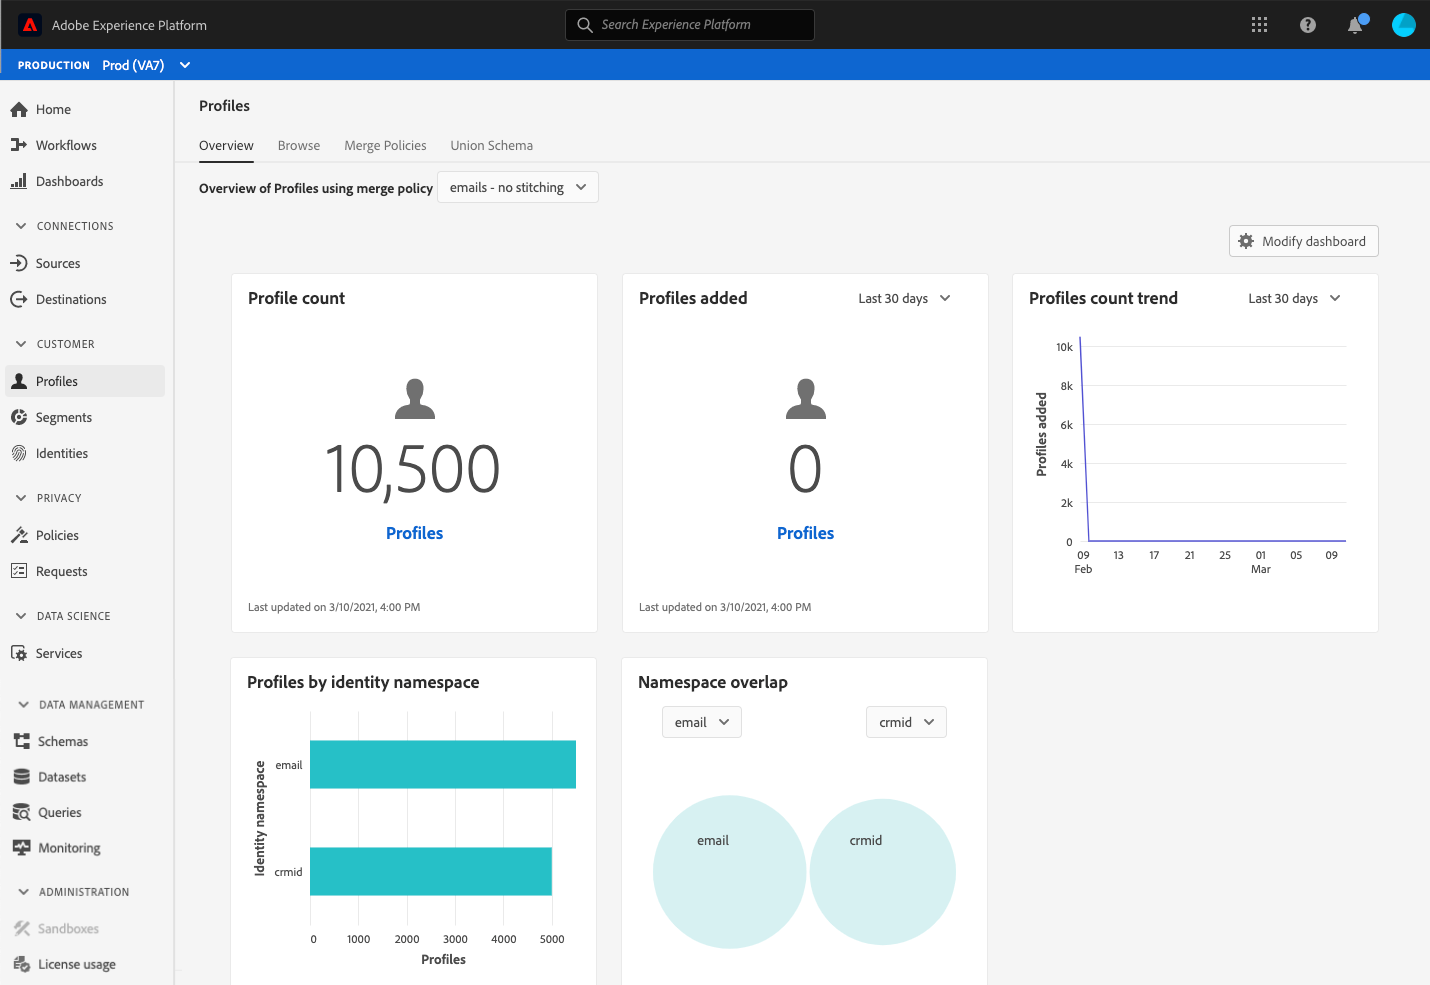 Adobe Experience Platform
Search Experience Platform
PRODUCTION Prod (VA7)
Home
Workflows
Dashboards
CONNECTIONS
Sources
Destinations
CUSTOMER
Profiles
Segments
Identities
PRIVACY
Policies
Requests
DATA SCIENCE
Services
DATA MANAGEMENT
Schemas
Datasets
Queries
Monitoring
ADMINISTRATION
Sandboxes
License usage
Profiles
Overview Browse Merge Policies Union Schema
Overview of Profiles using merge policy emails - no stitching
Modify dashboard
Profile count
10,500
Profiles
Last updated on 3/10/2021, 4:00 PM
Profiles added Last 30 days
0
Profiles
Last updated on 3/10/2021, 4:00 PM
Profiles count trend Last 30 days
Profiles added
10k
8k
6k
4k
2k
0
09 13 17 21 25 01 05 09
Feb Mar
Profiles by identity namespace
Identity namespace
email
crmid
0 1000 2000 3000 4000 5000
Profiles
Namespace overlap
email crmid
email crmid